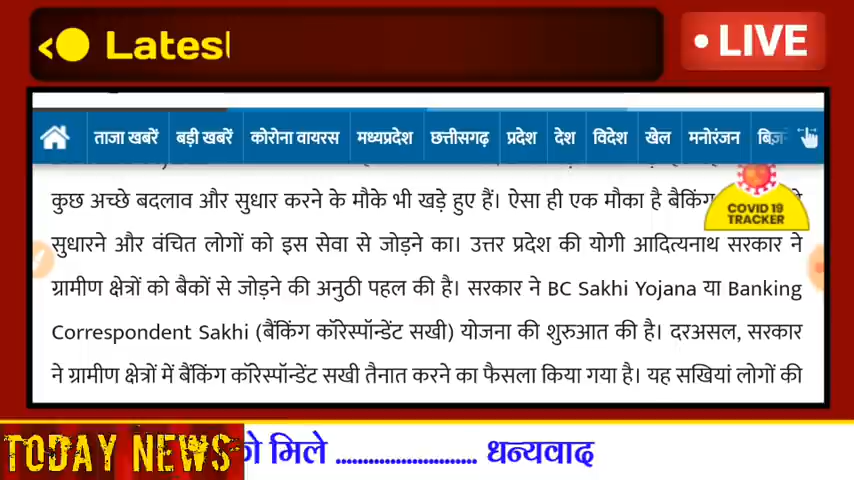 Latest
• LIVE
ताजा खबरें बड़ी खबरें कोरोना वायरस मध्यप्रदेश छत्तीसगढ़ प्रदेश देश विदेश खेल मनोरंजन
कुछ अच्छे बदलाव और सुधार करने के मौके भी खड़े हुए हैं। ऐसा ही एक मौका है बैकिंग
COVID 19
TRACKER
सुधारने और वंचित लोगों को इस सेवा से जोड़ने का। उत्तर प्रदेश की योगी आदित्यनाथ सरकार ने
ग्रामीण क्षेत्रों को बैकों से जोड़ने की अनुठी पहल की है। सरकार ने BC Sakhi Yojana या Banking
Correspondent Sakhi (बैंकिंग कॉरेस्पॉन्डेंट सखी) योजना की शुरुआत की है। दरअसल, सरकार
ने ग्रामीण क्षेत्रों में बैंकिंग कॉरेस्पॉन्डेंट सखी तैनात करने का फैसला किया गया है। यह सखियां लोगों की
TODAY NEWS
को मिले .......................... धन्यवाद